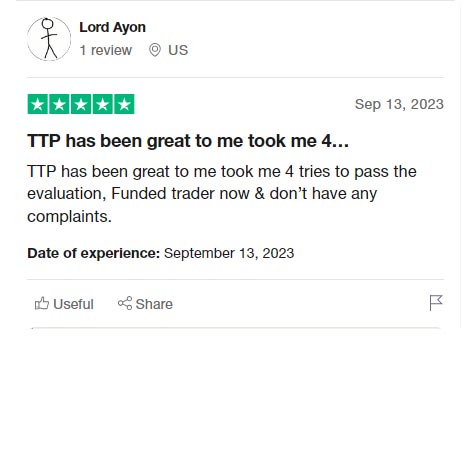 Lord Ayon
1 review US
Sep 13, 2023
TTP has been great to me took me 4...
TTP has been great to me took me 4 tries to pass the
evaluation, Funded trader now & don’t have any
complaints.
Date of experience: September 13, 2023
Useful Share